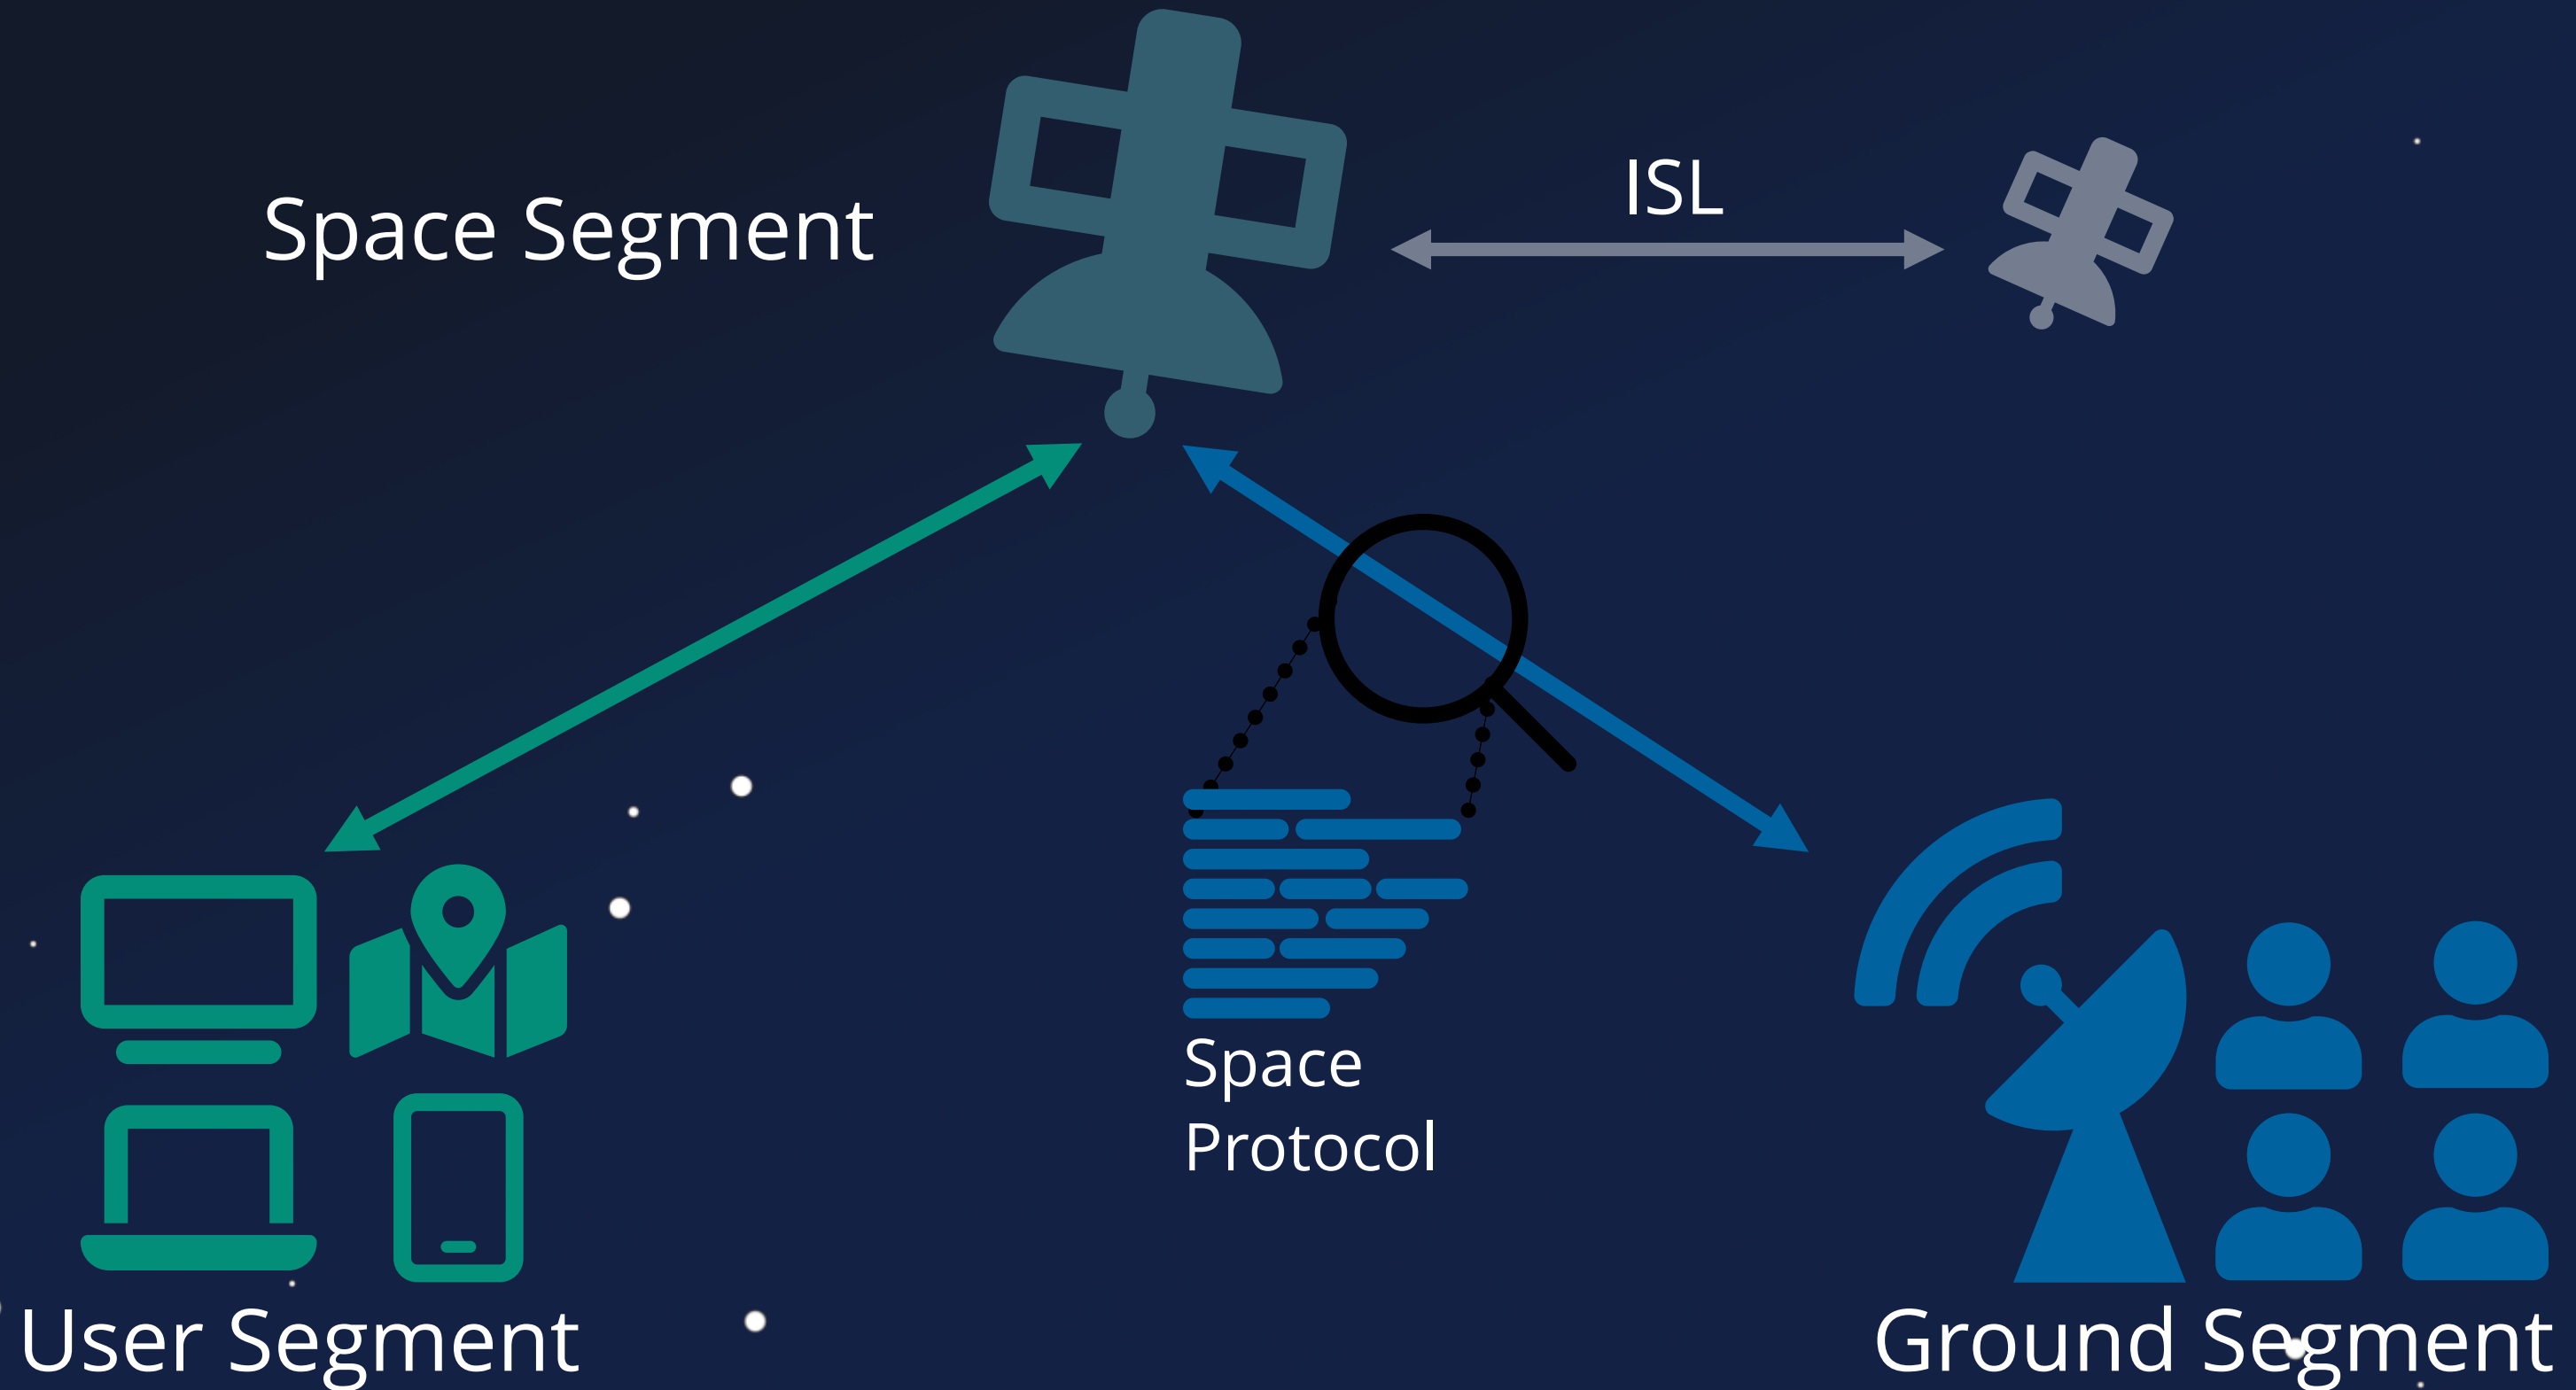 Space Segment
ISL
Space
Protocol
User Segment
Ground Segment